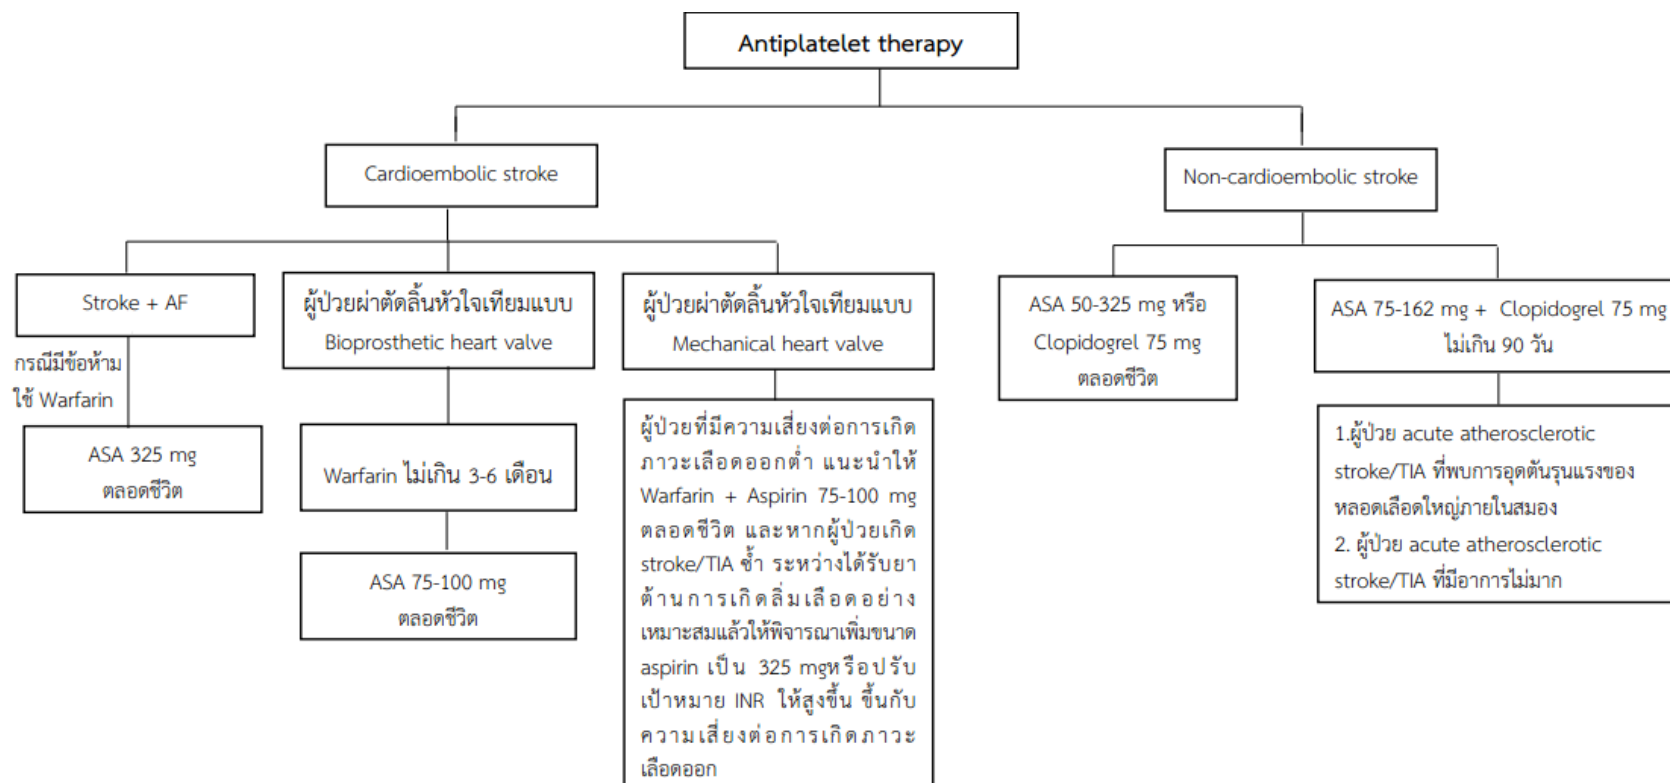 Antiplatelet therapy
Cardioembolic stroke
Non-cardioembolic stroke
Stroke + AF
กรณีมีข้อห้าม
ใช้ Warfarin
ASA 325 mg
ตลอดชีวิต
ผู้ป่วยผ่าตัดลิ้นหัวใจเทียมแบบ
Bioprosthetic heart valve
Warfarin ไม่เกิน 3-6 เดือน
ASA 75-100 mg
ตลอดชีวิต
ผู้ป่วยผ่าตัดลิ้นหัวใจเทียมแบบ
Mechanical heart valve
ผู้ป่วยที่มีความเสี่ยงต่อการเกิด
ภาวะเลือดออกต่ำ แนะนำให้
Warfarin + Aspirin 75-100 mg
ตลอดชีวิต และหากผู้ป่วยเกิด
stroke/TIA ซ้ำ ระหว่างได้รับยา
ต้านการเกิดลิ่มเลือดอย่าง
เหมาะสมแล้วให้พิจารณาเพิ่มขนาด
aspirin เป็น 325 mgหรือปรับ
เป้าหมาย INR ให้สูงขึ้น ขึ้นกับ
ความเสี่ยงต่อการเกิดภาวะ
เลือดออก
ASA 50-325 mg หรือ
Clopidogrel 75 mg
ตลอดชีวิต
ASA 75-162 mg + Clopidogrel 75 mg
ไม่เกิน 90 วัน
1.ผู้ป่วย acute atherosclerotic
stroke/TIA ที่พบการอุดตันรุนแรงของ
หลอดเลือดใหญ่ภายในสมอง
2. ผู้ป่วย acute atherosclerotic
stroke/TIA ที่มีอาการไม่มาก